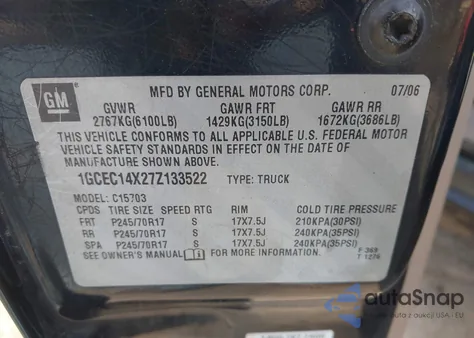 GM
MFD BY GENERAL MOTORS CORP. 07/06
GVWR GAWR FRT GAWR RR
2767KG(6100LB) 1429KG(3150LB) 1672KG(3686LB)
THIS VEHICLE CONFORMS TO ALL APPLICABLE U.S. FEDERAL MOTOR
VEHICLE SAFETY STANDARDS IN EFFECT ON THE DATE OF
MANUFACTURE SHOWN ABOVE.
1GCEC14X27Z133522 TYPE: TRUCK
MODEL: C15703
CPDS TIRE SIZE SPEED RTG RIM COLD TIRE PRESSURE
FRT P245/70R17 S 17X7.5J 210KPA(30PSI)
RR P245/70R17 S 17X7.5J 240KPA(35PSI)
SPA P245/70R17 S 17X7.5J 240KPA(35PSI)
SEE OWNER'S MANUAL
F 369
T 1276
autoSnap